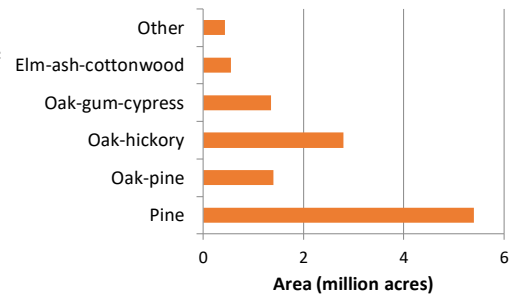 Other
Elm-ash-cottonwood
Oak-gum-cypress
Oak-hickory
Oak-pine
Pine
0 2 4 6
Area (million acres)